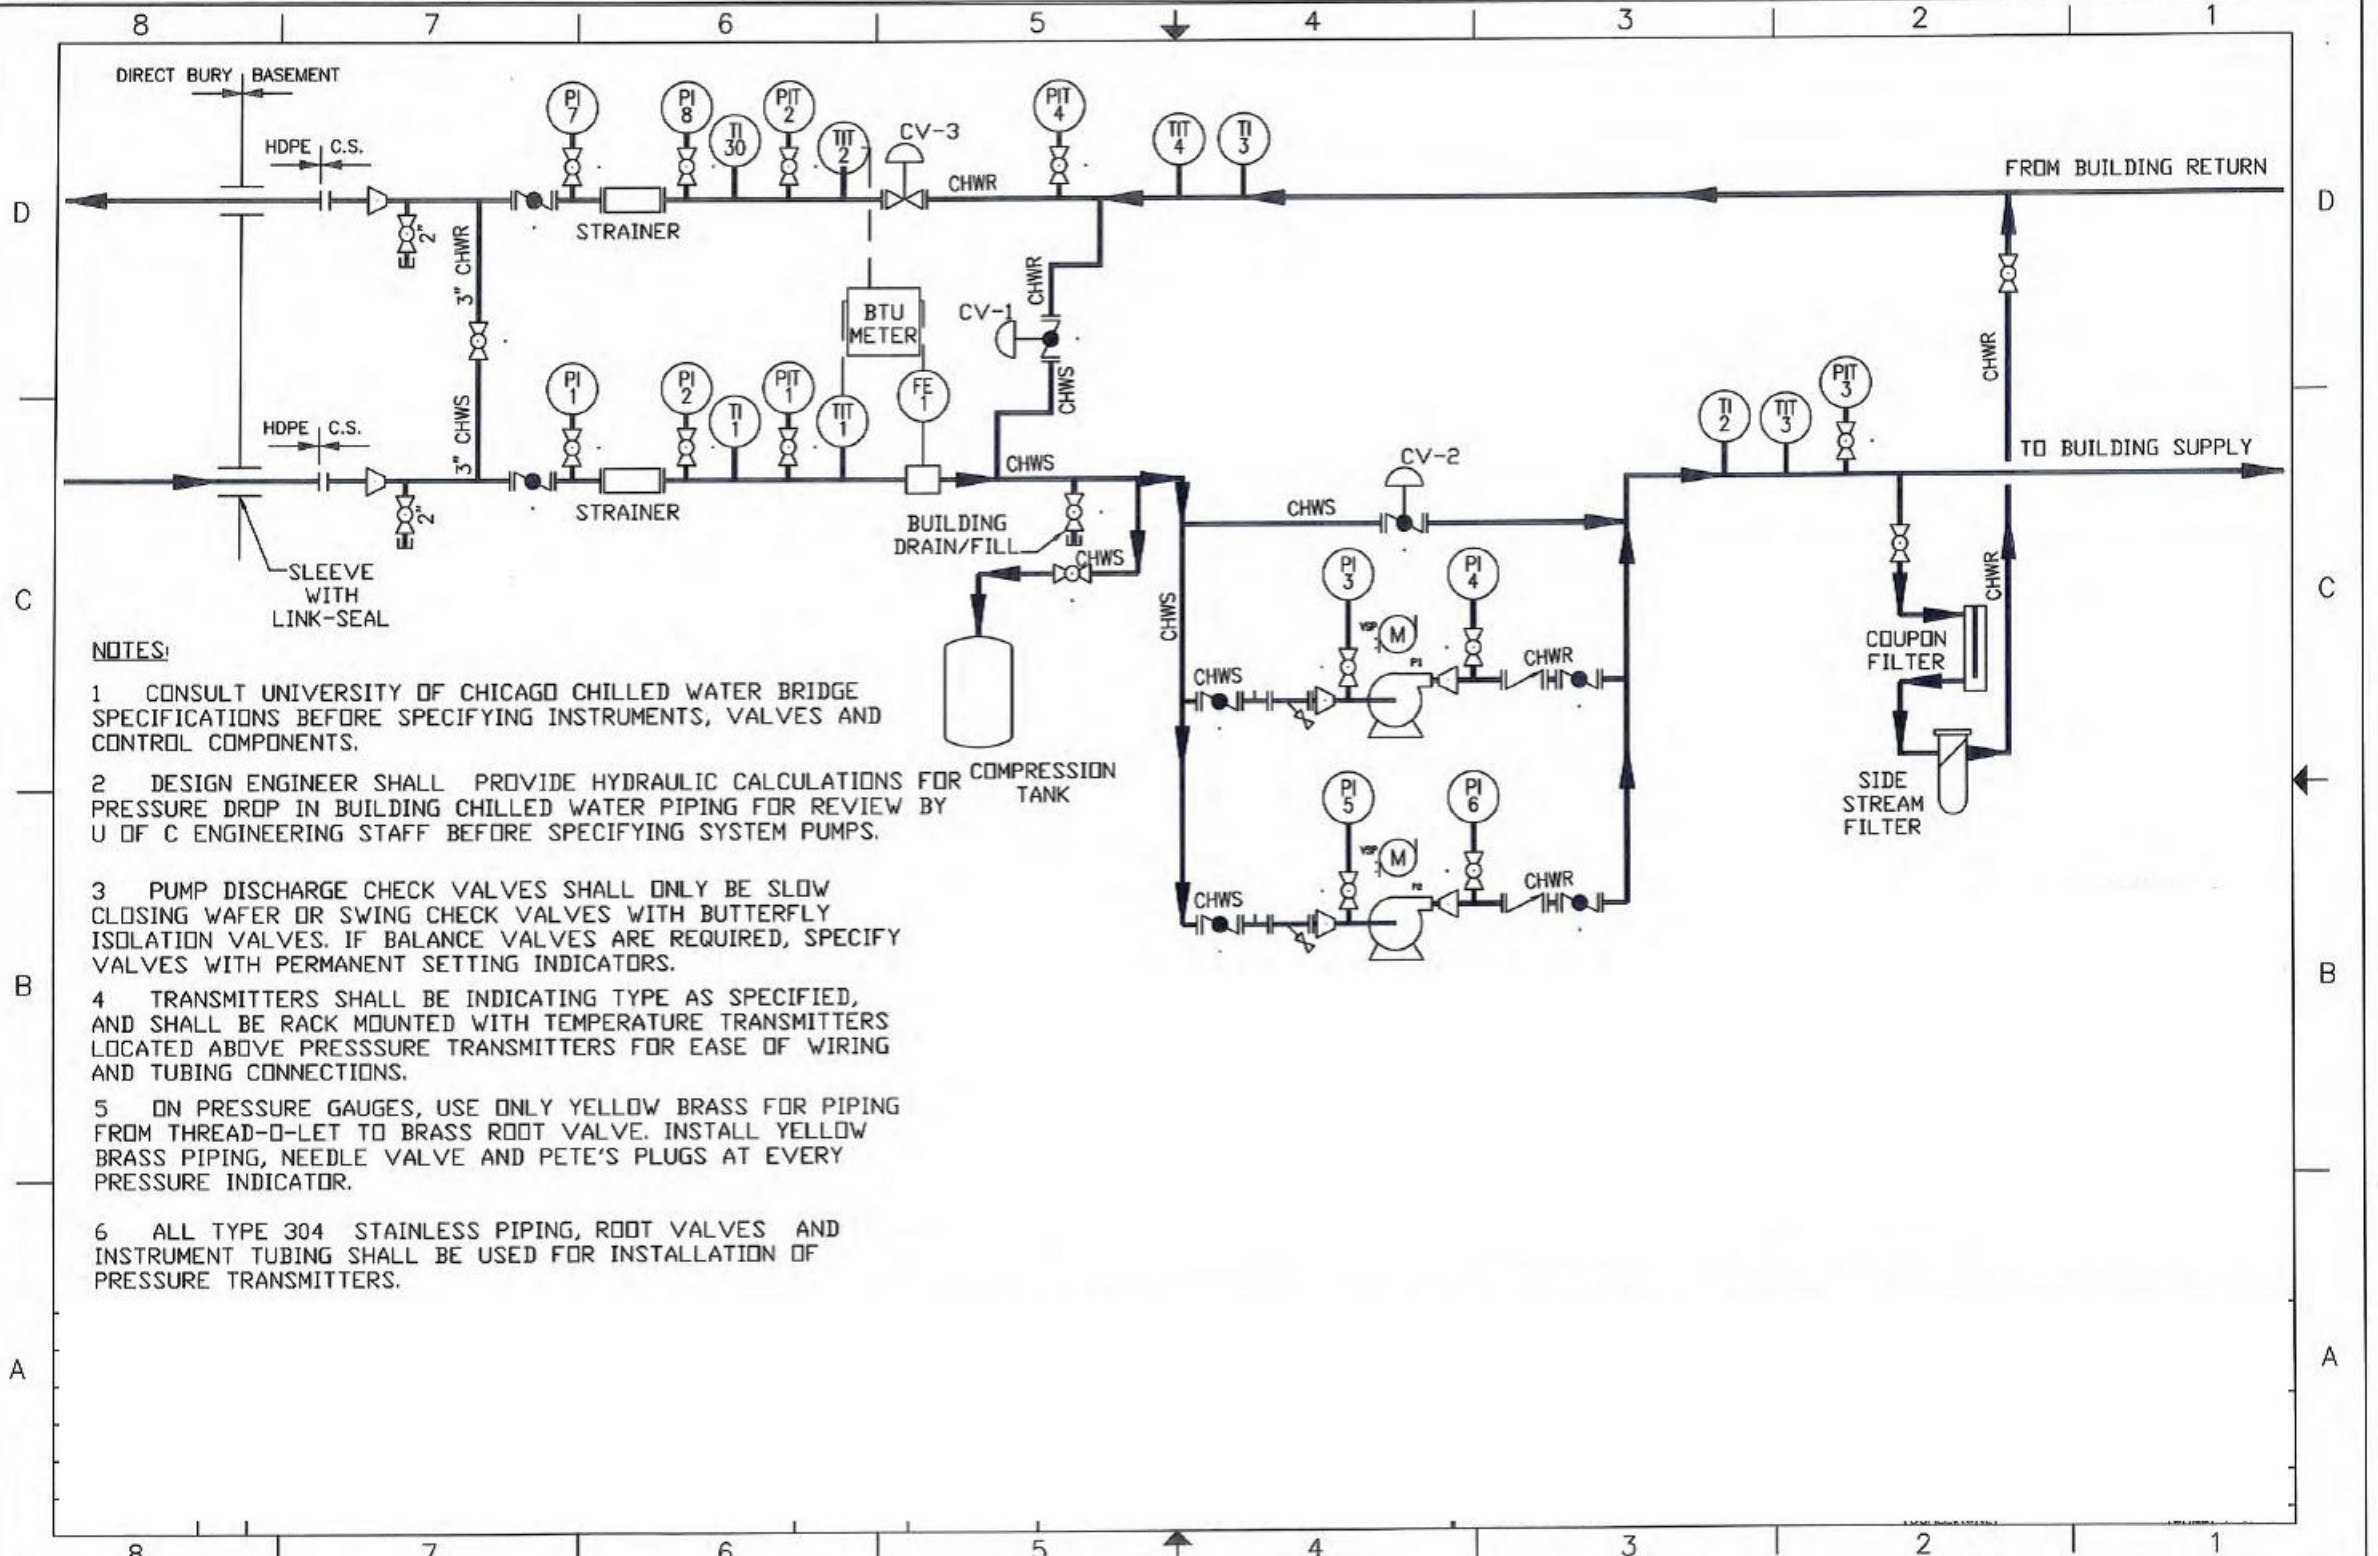 8 7 6 5 4 3 2 1
DIRECT BURY BASEMENT
PI 7
PI 8
TI 30
PIT 2
TIT 2
CV-3
PIT 4
TIT 4
TI 3
HDPE C.S.
CHWR
FROM BUILDING RETURN
D D
2"
3" CHWR
STRAINER
CHWR
BTU
METER
CV-1
CHWR
PI 1
PI 2
TI 1
PIT 1
TIT 1
FE 1
CHWS
TI 2
TIT 3
PIT 3
HDPE C.S.
3" CHWS
CHWS
CV-2
TO BUILDING SUPPLY
2"
STRAINER
BUILDING
DRAIN/FILL
CHWS
CHWS
CHWR
SLEEVE
WITH
LINK-SEAL
C C
PI 3
PI 4
CHWS
M
P1
CHWS
CHWR
COUPON
FILTER
COMPRESSION
TANK
PI 5
PI 6
SIDE
STREAM
FILTER
M
P2
CHWS
CHWR
NOTES:
1 CONSULT UNIVERSITY OF CHICAGO CHILLED WATER BRIDGE
SPECIFICATIONS BEFORE SPECIFYING INSTRUMENTS, VALVES AND
CONTROL COMPONENTS.
2 DESIGN ENGINEER SHALL PROVIDE HYDRAULIC CALCULATIONS FOR
PRESSURE DROP IN BUILDING CHILLED WATER PIPING FOR REVIEW BY
U OF C ENGINEERING STAFF BEFORE SPECIFYING SYSTEM PUMPS.
3 PUMP DISCHARGE CHECK VALVES SHALL ONLY BE SLOW
CLOSING WAFER OR SWING CHECK VALVES WITH BUTTERFLY
ISOLATION VALVES. IF BALANCE VALVES ARE REQUIRED, SPECIFY
VALVES WITH PERMANENT SETTING INDICATORS.
B B
4 TRANSMITTERS SHALL BE INDICATING TYPE AS SPECIFIED,
AND SHALL BE RACK MOUNTED WITH TEMPERATURE TRANSMITTERS
LOCATED ABOVE PRESSSURE TRANSMITTERS FOR EASE OF WIRING
AND TUBING CONNECTIONS.
5 ON PRESSURE GAUGES, USE ONLY YELLOW BRASS FOR PIPING
FROM THREAD-O-LET TO BRASS ROOT VALVE. INSTALL YELLOW
BRASS PIPING, NEEDLE VALVE AND PETE'S PLUGS AT EVERY
PRESSURE INDICATOR.
6 ALL TYPE 304 STAINLESS PIPING, ROOT VALVES AND
INSTRUMENT TUBING SHALL BE USED FOR INSTALLATION OF
PRESSURE TRANSMITTERS.
A A
8 7 6 5 4 3 2 1